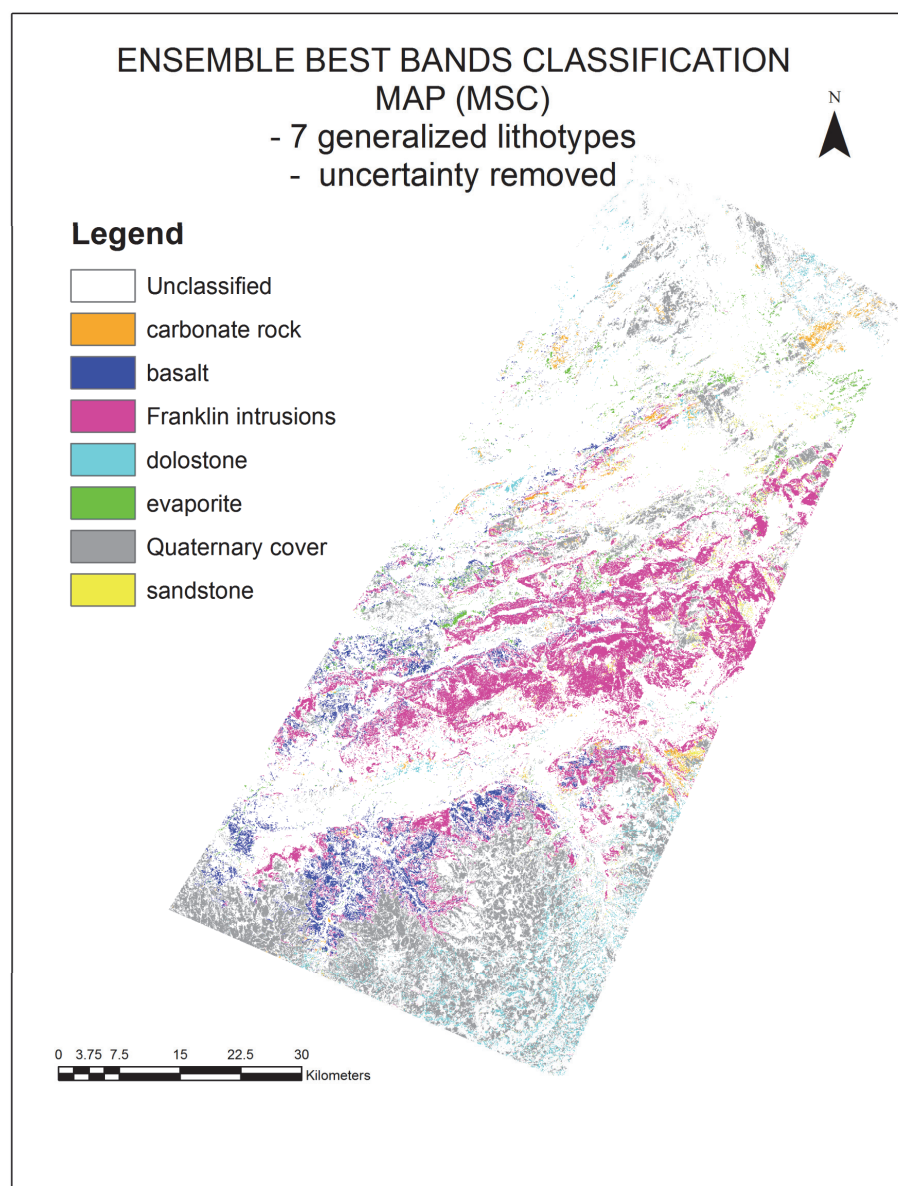 ENSEMBLE BEST BANDS CLASSIFICATION
MAP (MSC)
- 7 generalized lithotypes
- uncertainty removed
N
Legend
Unclassified
carbonate rock
basalt
Franklin intrusions
dolostone
evaporite
Quaternary cover
sandstone
0 3.75 7.5 15 22.5 30
Kilometers